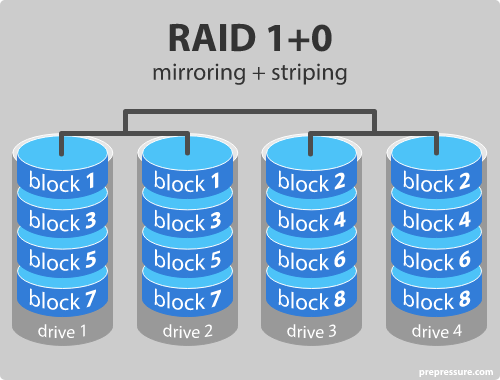 RAID 1+0
mirroring + striping
block 1 block 1 block 2 block 2
block 3 block 3 block 4 block 4
block 5 block 5 block 6 block 6
block 7 block 7 block 8 block 8
drive 1 drive 2 drive 3 drive 4
prepressure.com